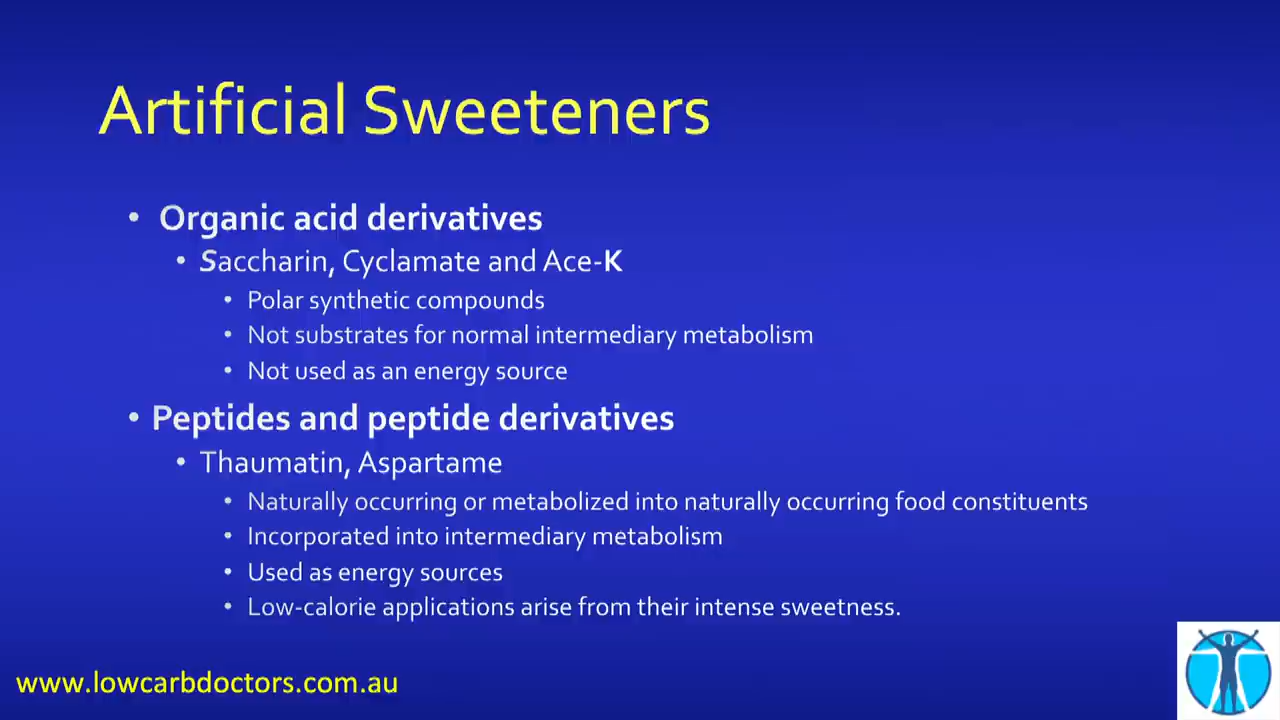 Artificial Sweeteners
• Organic acid derivatives
• Saccharin, Cyclamate and Ace-K
• Polar synthetic compounds
• Not substrates for normal intermediary metabolism
• Not used as an energy source
• Peptides and peptide derivatives
• Thaumatin, Aspartame
• Naturally occurring or metabolized into naturally occurring food constituents
• Incorporated into intermediary metabolism
• Used as energy sources
• Low-calorie applications arise from their intense sweetness.
www.lowcarbdoctors.com.au